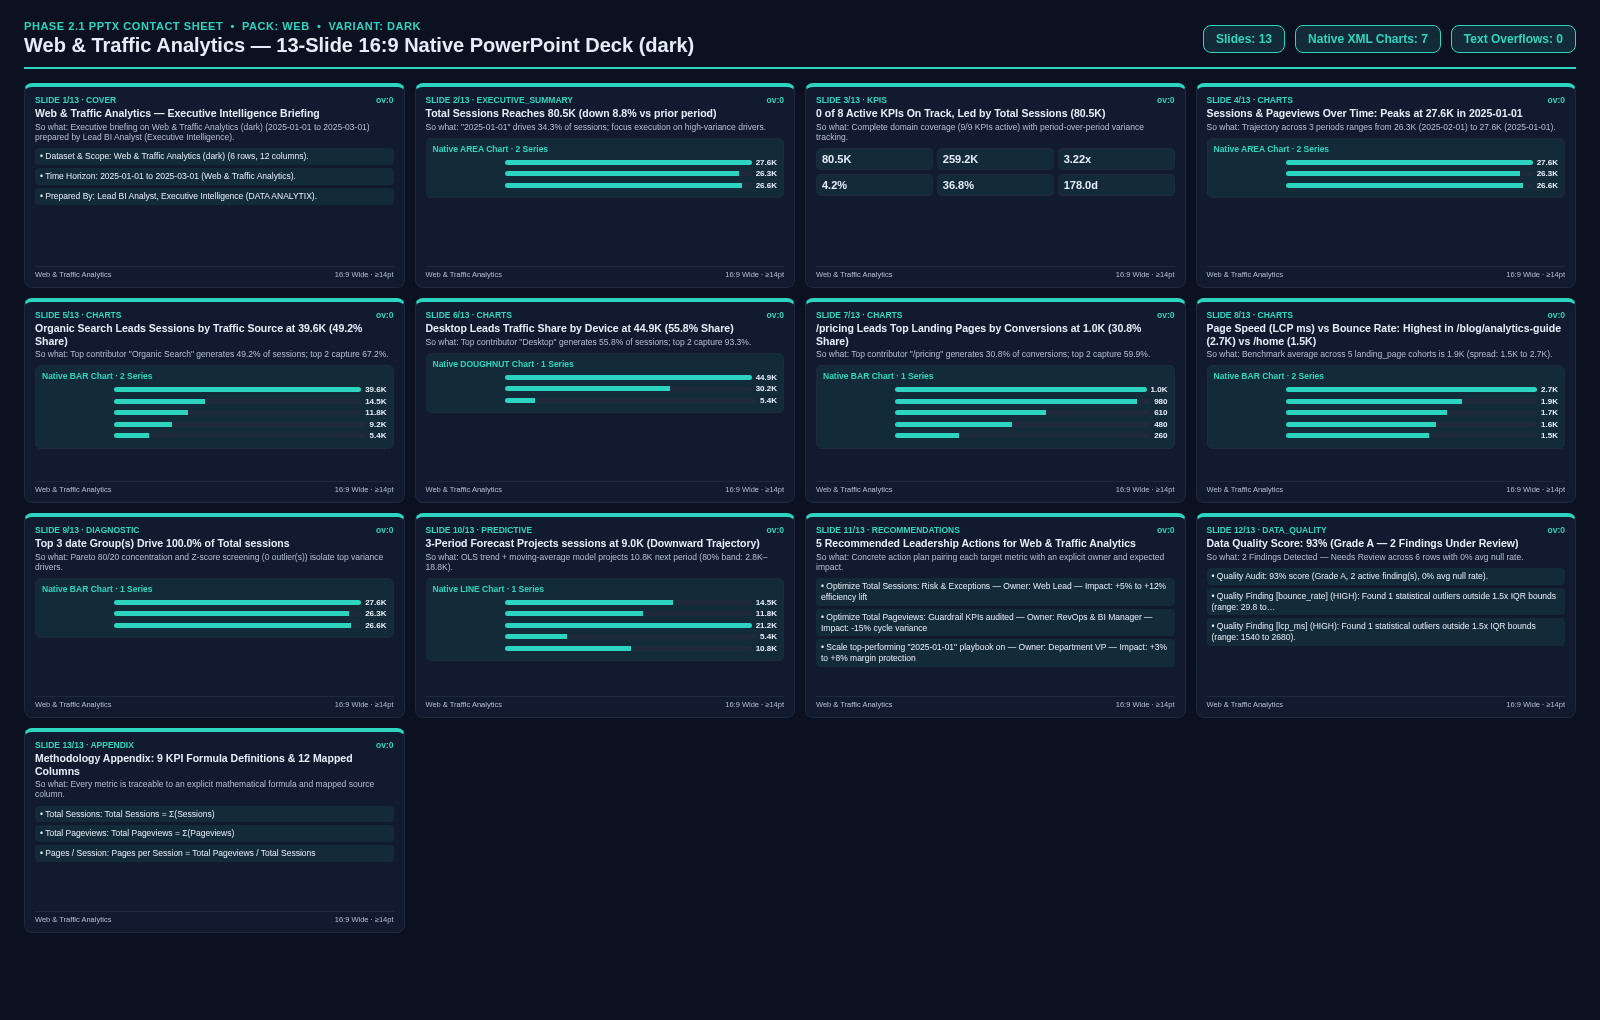 PHASE 2.1 PPTX CONTACT SHEET • PACK: WEB • VARIANT: DARK
Web & Traffic Analytics — 13-Slide 16:9 Native PowerPoint Deck (dark)
Slides: 13
Native XML Charts: 7
Text Overflows: 0
SLIDE 1/13 · COVER
ov:0
Web & Traffic Analytics — Executive Intelligence Briefing
So what: Executive briefing on Web & Traffic Analytics (dark) (2025-01-01 to 2025-03-01)
prepared by Lead BI Analyst (Executive Intelligence).
• Dataset & Scope: Web & Traffic Analytics (dark) (6 rows, 12 columns).
• Time Horizon: 2025-01-01 to 2025-03-01 (Web & Traffic Analytics).
• Prepared By: Lead BI Analyst, Executive Intelligence (DATA ANALYTIX).
Web & Traffic Analytics
16:9 Wide · ≥14pt
SLIDE 2/13 · EXECUTIVE_SUMMARY
ov:0
Total Sessions Reaches 80.5K (down 8.8% vs prior period)
So what: "2025-01-01" drives 34.3% of sessions; focus execution on high-variance drivers.
Native AREA Chart · 2 Series
27.6K
26.3K
26.6K
Web & Traffic Analytics
16:9 Wide · ≥14pt
SLIDE 3/13 · KPIS
ov:0
0 of 8 Active KPIs On Track, Led by Total Sessions (80.5K)
So what: Complete domain coverage (9/9 KPIs active) with period-over-period variance
tracking.
80.5K
259.2K
3.22x
4.2%
36.8%
178.0d
Web & Traffic Analytics
16:9 Wide · ≥14pt
SLIDE 4/13 · CHARTS
ov:0
Sessions & Pageviews Over Time: Peaks at 27.6K in 2025-01-01
So what: Trajectory across 3 periods ranges from 26.3K (2025-02-01) to 27.6K (2025-01-01).
Native AREA Chart · 2 Series
27.6K
26.3K
26.6K
Web & Traffic Analytics
16:9 Wide · ≥14pt
SLIDE 5/13 · CHARTS
ov:0
Organic Search Leads Sessions by Traffic Source at 39.6K (49.2%
Share)
So what: Top contributor "Organic Search" generates 49.2% of sessions; top 2 capture 67.2%.
Native BAR Chart · 2 Series
39.6K
14.5K
11.8K
9.2K
5.4K
Web & Traffic Analytics
16:9 Wide · ≥14pt
SLIDE 6/13 · CHARTS
ov:0
Desktop Leads Traffic Share by Device at 44.9K (55.8% Share)
So what: Top contributor "Desktop" generates 55.8% of sessions; top 2 capture 93.3%.
Native DOUGHNUT Chart · 1 Series
44.9K
30.2K
5.4K
Web & Traffic Analytics
16:9 Wide · ≥14pt
SLIDE 7/13 · CHARTS
ov:0
/pricing Leads Top Landing Pages by Conversions at 1.0K (30.8%
Share)
So what: Top contributor "/pricing" generates 30.8% of conversions; top 2 capture 59.9%.
Native BAR Chart · 1 Series
1.0K
980
610
480
260
Web & Traffic Analytics
16:9 Wide · ≥14pt
SLIDE 8/13 · CHARTS
ov:0
Page Speed (LCP ms) vs Bounce Rate: Highest in /blog/analytics-guide
(2.7K) vs /home (1.5K)
So what: Benchmark average across 5 landing_page cohorts is 1.9K (spread: 1.5K to 2.7K).
Native BAR Chart · 2 Series
2.7K
1.9K
1.7K
1.6K
1.5K
Web & Traffic Analytics
16:9 Wide · ≥14pt
SLIDE 9/13 · DIAGNOSTIC
ov:0
Top 3 date Group(s) Drive 100.0% of Total sessions
So what: Pareto 80/20 concentration and Z-score screening (0 outlier(s)) isolate top variance
drivers.
Native BAR Chart · 1 Series
27.6K
26.3K
26.6K
Web & Traffic Analytics
16:9 Wide · ≥14pt
SLIDE 10/13 · PREDICTIVE
ov:0
3-Period Forecast Projects sessions at 9.0K (Downward Trajectory)
So what: OLS trend + moving-average model projects 10.8K next period (80% band: 2.8K–
18.8K).
Native LINE Chart · 1 Series
14.5K
11.8K
21.2K
5.4K
10.8K
Web & Traffic Analytics
16:9 Wide · ≥14pt
SLIDE 11/13 · RECOMMENDATIONS
ov:0
5 Recommended Leadership Actions for Web & Traffic Analytics
So what: Concrete action plan pairing each target metric with an explicit owner and expected
impact.
• Optimize Total Sessions: Risk & Exceptions — Owner: Web Lead — Impact: +5% to +12%
efficiency lift
• Optimize Total Pageviews: Guardrail KPIs audited — Owner: RevOps & BI Manager —
Impact: -15% cycle variance
• Scale top-performing "2025-01-01" playbook on — Owner: Department VP — Impact: +3%
to +8% margin protection
Web & Traffic Analytics
16:9 Wide · ≥14pt
SLIDE 12/13 · DATA_QUALITY
ov:0
Data Quality Score: 93% (Grade A — 2 Findings Under Review)
So what: 2 Findings Detected — Needs Review across 6 rows with 0% avg null rate.
• Quality Audit: 93% score (Grade A, 2 active finding(s), 0% avg null rate).
• Quality Finding [bounce_rate] (HIGH): Found 1 statistical outliers outside 1.5x IQR bounds
(range: 29.8 to…
• Quality Finding [lcp_ms] (HIGH): Found 1 statistical outliers outside 1.5x IQR bounds
(range: 1540 to 2680).
Web & Traffic Analytics
16:9 Wide · ≥14pt
SLIDE 13/13 · APPENDIX
ov:0
Methodology Appendix: 9 KPI Formula Definitions & 12 Mapped
Columns
So what: Every metric is traceable to an explicit mathematical formula and mapped source
column.
• Total Sessions: Total Sessions = Σ(Sessions)
• Total Pageviews: Total Pageviews = Σ(Pageviews)
• Pages / Session: Pages per Session = Total Pageviews / Total Sessions
Web & Traffic Analytics
16:9 Wide · ≥14pt